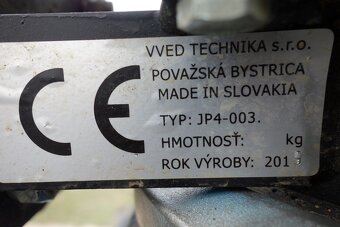 CE
VVED TECHNIKA s.r.o.
POVAŽSKÁ BYSTRICA
MADE IN SLOVAKIA
TYP: JP4-003.
HMOTNOSŤ: kg
ROK VÝROBY: 201